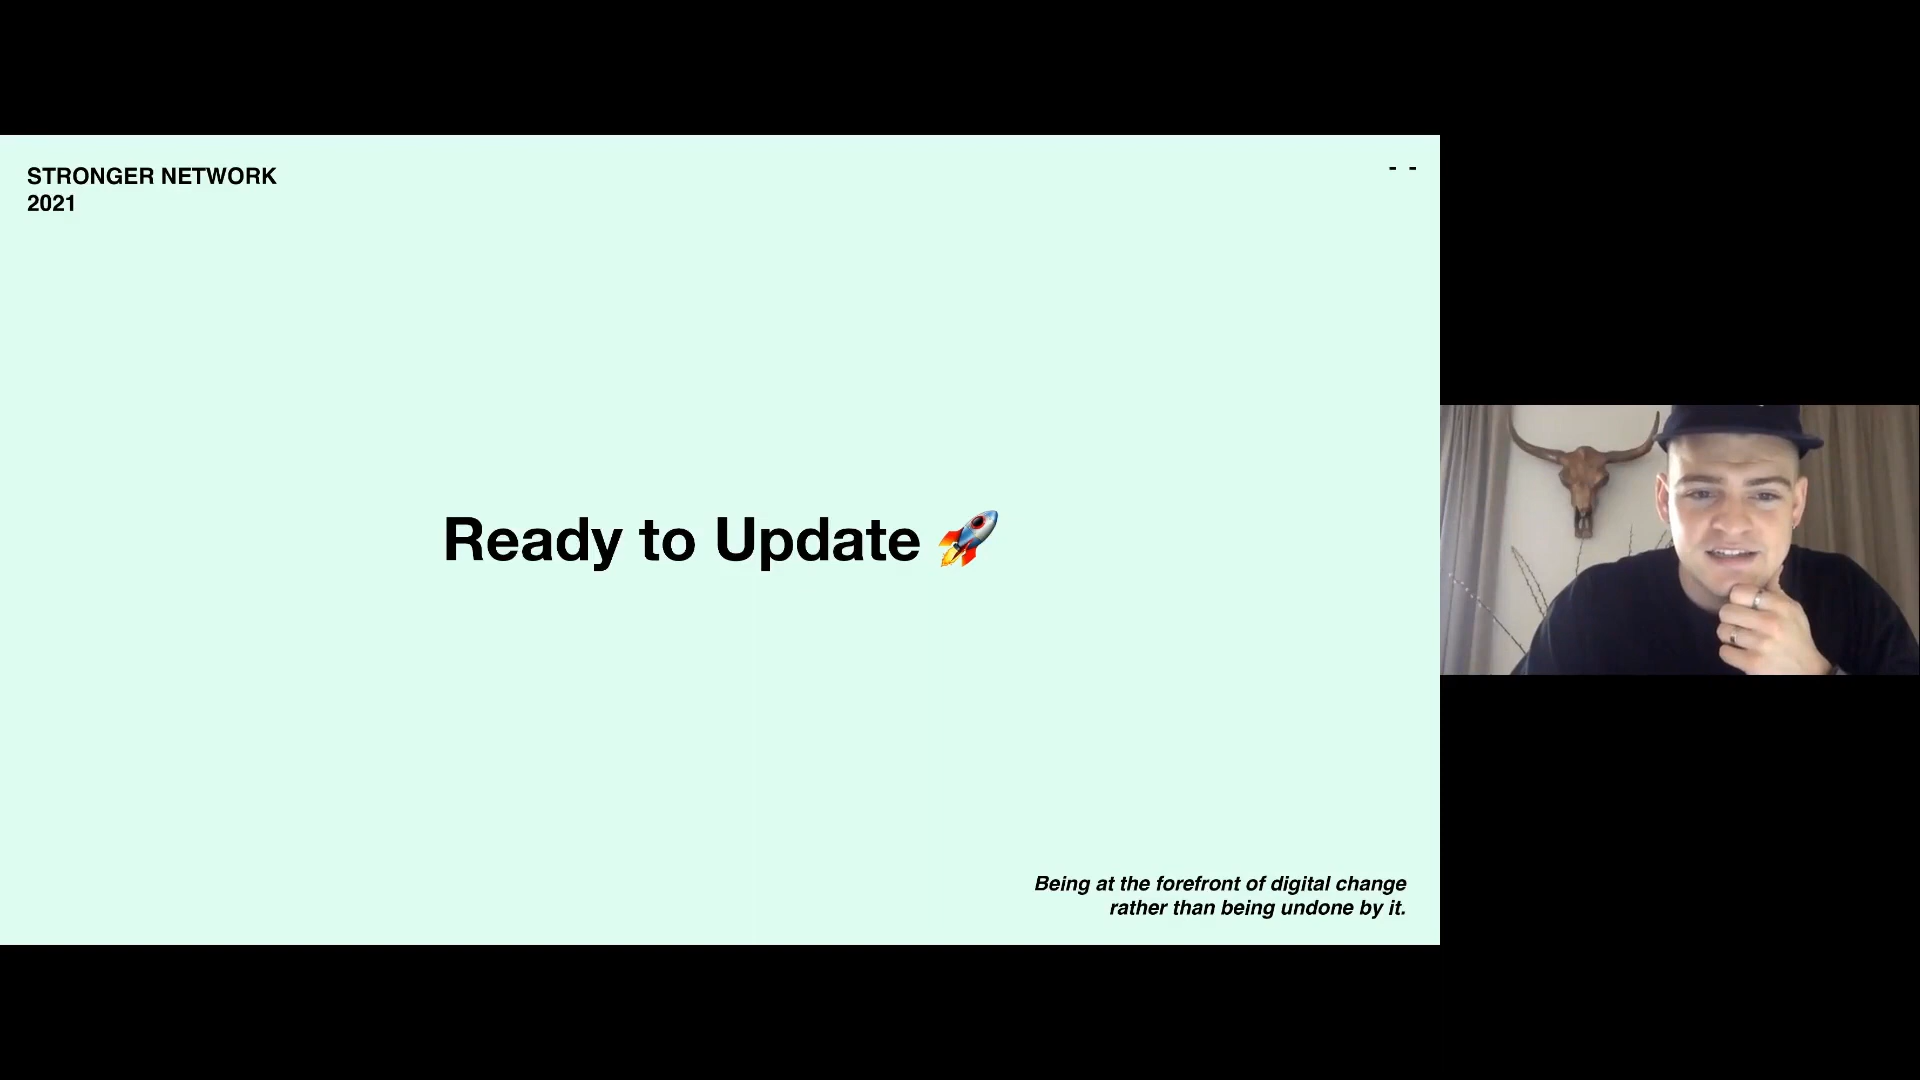 STRONGER NETWORK
2021
- -
Ready to Update 🚀
Being at the forefront of digital change
rather than being undone by it.